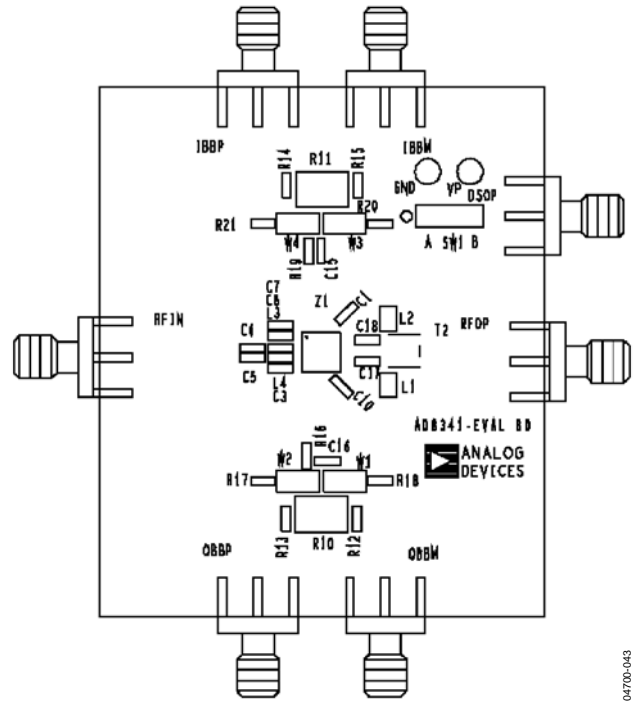 IBBP
IBBM
R14
R11
R15
GND
VP
DSOP
R21
R20
W4
W3
A SW1 B
R19
C15
C7
C6
L3
Z1
C1
L2
RFIN
C4
C18
T2
RFOP
C5
L4
C3
C17
L1
C10
AD8341-EVAL BD
ANALOG
DEVICES
R16
C16
W2
W1
R17
R18
R13
R10
R12
QBBP
QBBM
04700-043